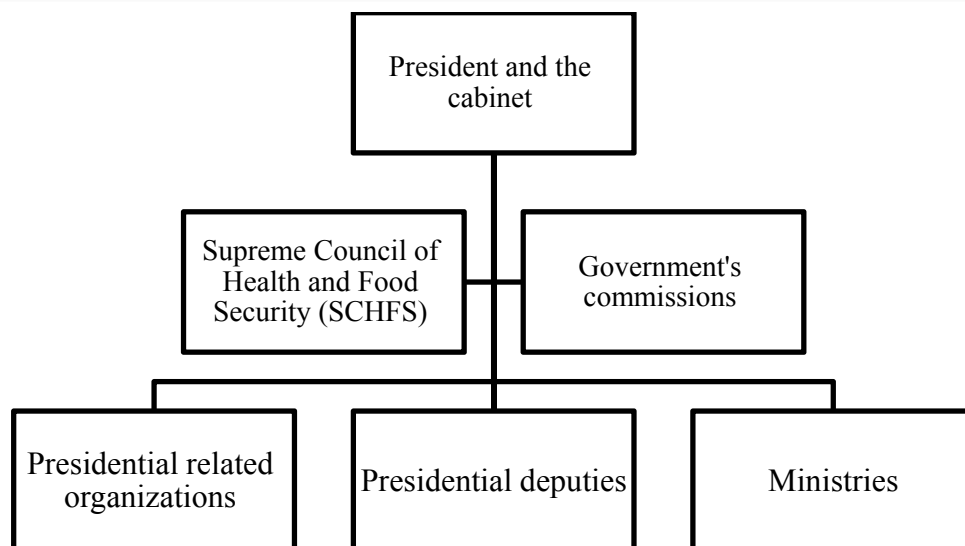 President and the
cabinet
Supreme Council of
Health and Food
Security (SCHFS)
Government's
commissions
Presidential related
organizations
Presidential deputies
Ministries